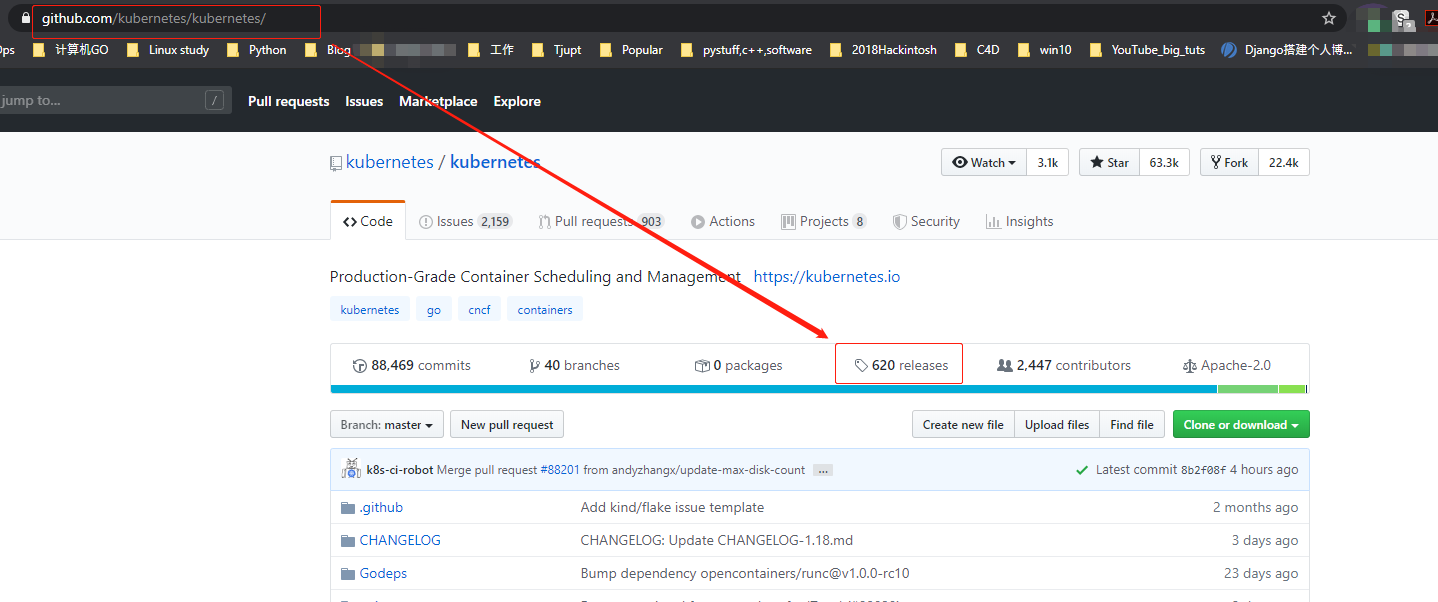 github.com/kubernetes/kubernetes/
ps 计算机GO Linux study Python Blog 工作 Tjupt Popular pystuff,c++,software 2018Hackintosh C4D win10 YouTube_big_tuts Django搭建个人博...
jump to... / Pull requests Issues Marketplace Explore
kubernetes / kubernetes Watch 3.1k Star 63.3k Fork 22.4k
Code Issues 2,159 Pull requests 903 Actions Projects 8 Security Insights
Production-Grade Container Scheduling and Management https://kubernetes.io
kubernetes go cncf containers
88,469 commits 40 branches 0 packages 620 releases 2,447 contributors Apache-2.0
Branch: master New pull request Create new file Upload files Find file Clone or download
k8s-ci-robot Merge pull request #88201 from andyzhangx/update-max-disk-count ... Latest commit 8b2f08f 4 hours ago
.github Add kind/flake issue template 2 months ago
CHANGELOG CHANGELOG: Update CHANGELOG-1.18.md 3 days ago
Godeps Bump dependency opencontainers/runc@v1.0.0-rc10 23 days ago